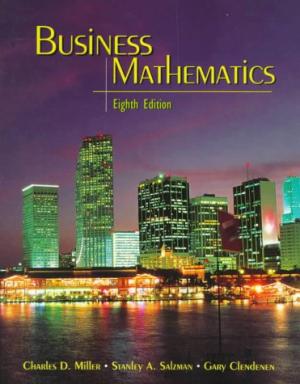 BUSINESS
MATHEMATICS
Eighth Edition
CHARLES D. MILLER • STANLEY A. SALZMAN • GARY CLENDENEN